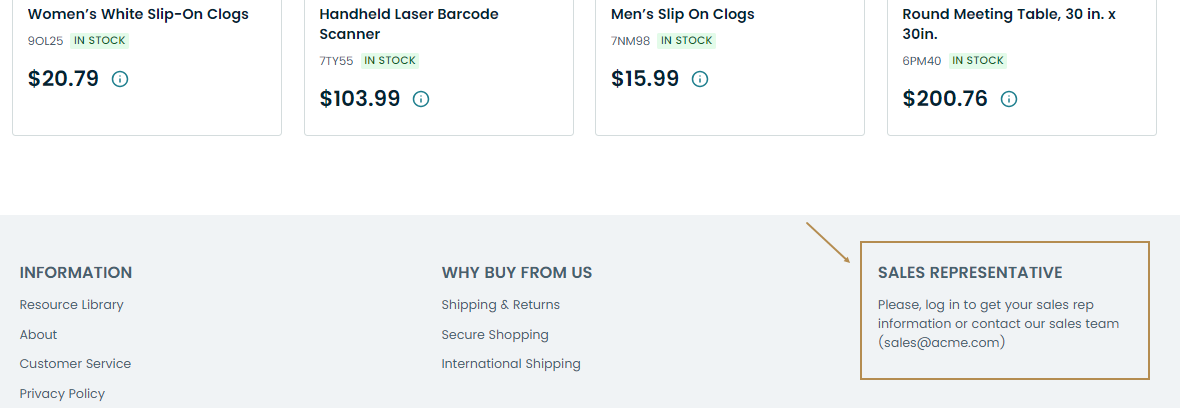 Women's White Slip-On Clogs
9OL25 IN STOCK
$20.79
Handheld Laser Barcode
Scanner
7TY55 IN STOCK
$103.99
Men's Slip On Clogs
7NM98 IN STOCK
$15.99
Round Meeting Table, 30 in. x
30in.
6PM40 IN STOCK
$200.76
INFORMATION
Resource Library
About
Customer Service
Privacy Policy
WHY BUY FROM US
Shipping & Returns
Secure Shopping
International Shipping
SALES REPRESENTATIVE
Please, log in to get your sales rep
information or contact our sales team
(sales@acme.com)